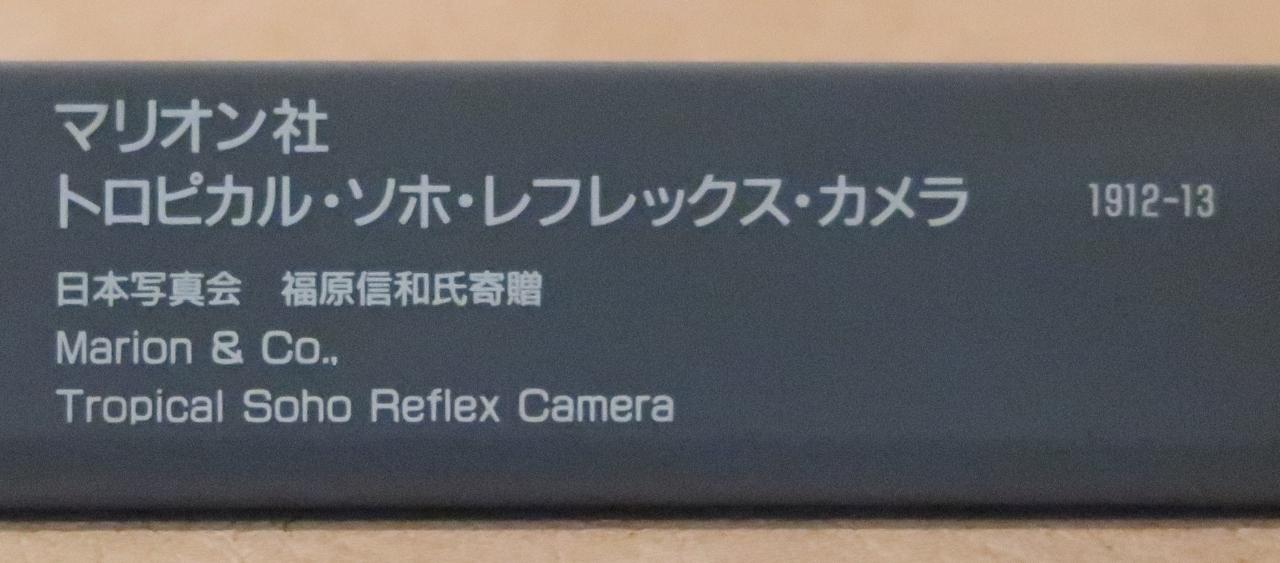 マリオン社
トロピカル・ソホ・レフレックス・カメラ 1912-13
日本写真会　福原信和氏寄贈
Marion & Co.,
Tropical Soho Reflex Camera